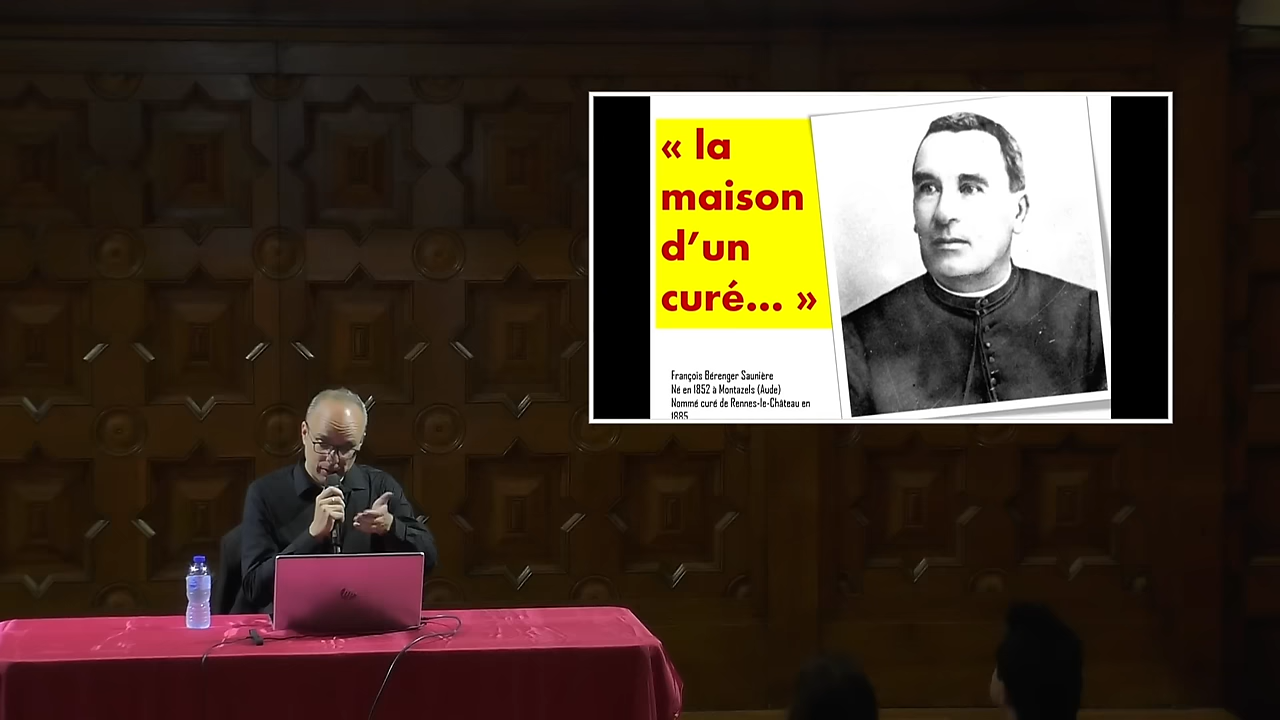 « la
maison
d'un
curé... »
François Bérenger Saunière
Né en 1852 à Montazels (Aude)
Nommé curé de Rennes-le-Château en
1885